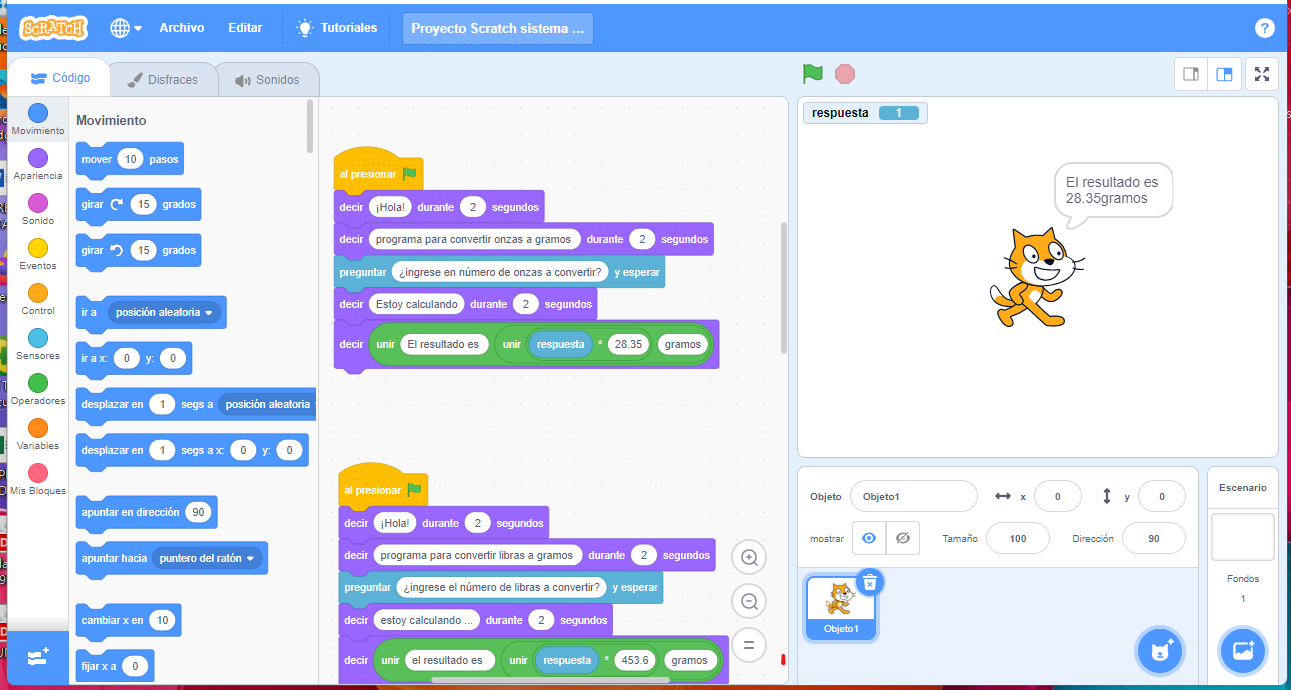 SCRATCH Archivo Editar Tutoriales Proyecto Scratch sistema ... ?
Código Disfraces Sonidos
Movimiento
Apariencia
Sonido
Eventos
Control
Sensores
Operadores
Variables
Mis Bloques
Movimiento
mover 10 pasos
girar 15 grados
girar 15 grados
ir a posición aleatoria
ir a x: 0 y: 0
desplazar en 1 segs a posición aleatoria
desplazar en 1 segs a x: 0 y: 0
apuntar en dirección 90
apuntar hacia puntero del ratón
cambiar x en 10
fijar x a 0
al presionar
decir ¡Hola! durante 2 segundos
decir programa para convertir onzas a gramos durante 2 segundos
preguntar ¿ingrese en número de onzas a convertir? y esperar
decir Estoy calculando durante 2 segundos
decir unir El resultado es unir respuesta * 28.35 gramos
al presionar
decir ¡Hola! durante 2 segundos
decir programa para convertir libras a gramos durante 2 segundos
preguntar ¿ingrese el número de libras a convertir? y esperar
decir estoy calculando ... durante 2 segundos
decir unir el resultado es unir respuesta * 453.6 gramos
respuesta 1
El resultado es
28.35gramos
Objeto Objeto1 x 0 y 0
mostrar Tamaño 100 Dirección 90
Objeto1
Escenario
Fondos
1